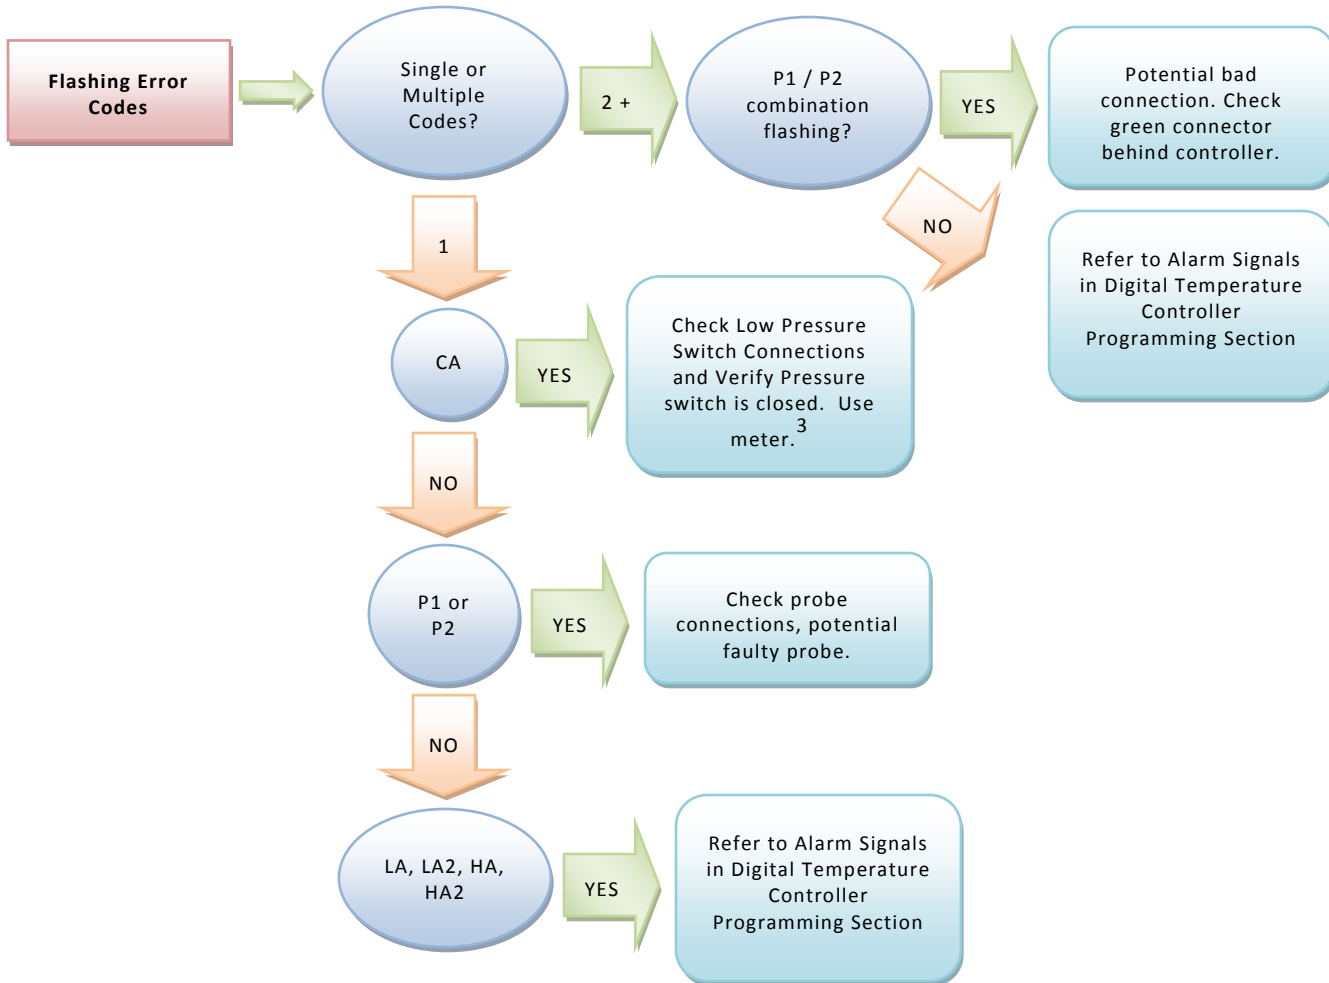 Flashing Error
Codes
Single or
Multiple
Codes?
2 +
P1 / P2
combination
flashing?
YES
Potential bad
connection. Check
green connector
behind controller.
NO
Refer to Alarm Signals
in Digital Temperature
Controller
Programming Section
1
CA
YES
Check Low Pressure
Switch Connections
and Verify Pressure
switch is closed. Use
meter.3
NO
P1 or
P2
YES
Check probe
connections, potential
faulty probe.
NO
LA, LA2, HA,
HA2
YES
Refer to Alarm Signals
in Digital Temperature
Controller
Programming Section